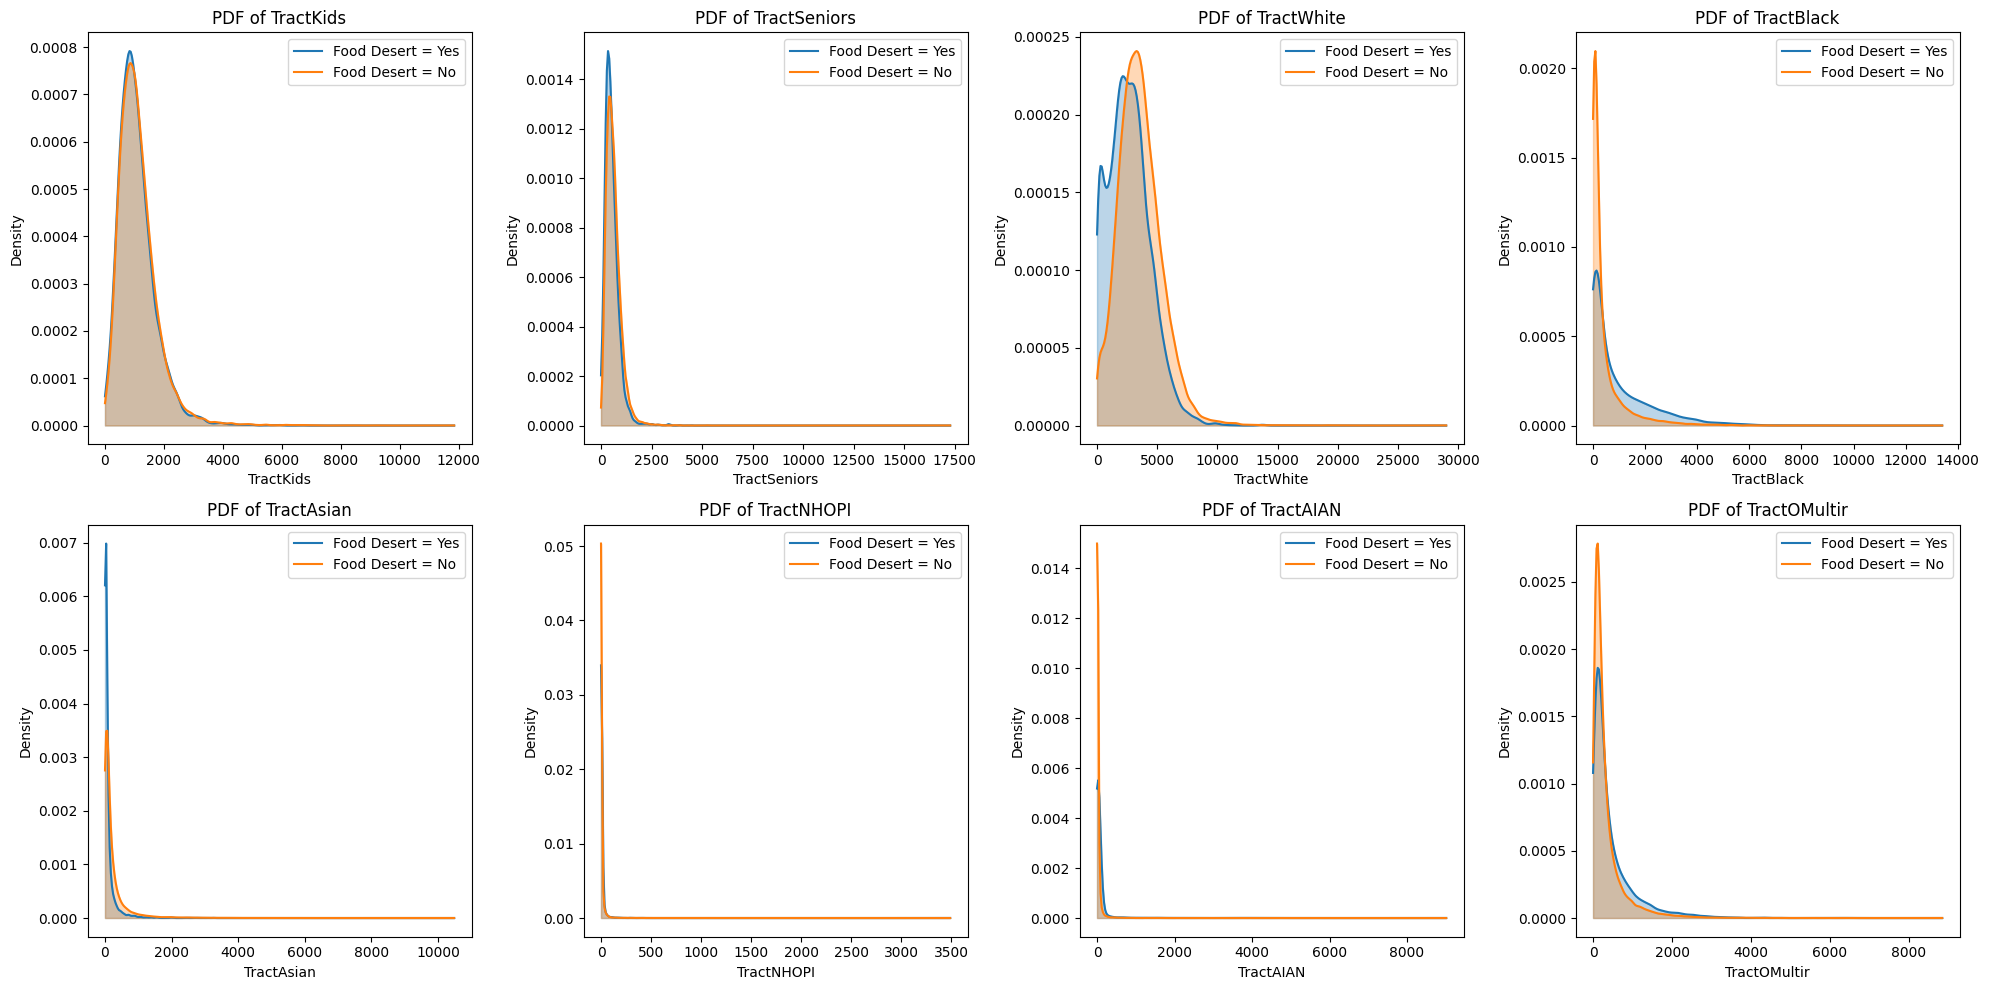 PDF of TractKids
Food Desert = Yes
Food Desert = No
0.0008
0.0007
0.0006
0.0005
0.0004
0.0003
0.0002
0.0001
0.0000
Density
0 2000 4000 6000 8000 10000 12000
TractKids
PDF of TractSeniors
Food Desert = Yes
Food Desert = No
0.0014
0.0012
0.0010
0.0008
0.0006
0.0004
0.0002
0.0000
Density
0 2500 5000 7500 10000 12500 15000 17500
TractSeniors
PDF of TractWhite
Food Desert = Yes
Food Desert = No
0.00025
0.00020
0.00015
0.00010
0.00005
0.00000
Density
0 5000 10000 15000 20000 25000 30000
TractWhite
PDF of TractBlack
Food Desert = Yes
Food Desert = No
0.0020
0.0015
0.0010
0.0005
0.0000
Density
0 2000 4000 6000 8000 10000 12000 14000
TractBlack
PDF of TractAsian
Food Desert = Yes
Food Desert = No
0.007
0.006
0.005
0.004
0.003
0.002
0.001
0.000
Density
0 2000 4000 6000 8000 10000
TractAsian
PDF of TractNHOPI
Food Desert = Yes
Food Desert = No
0.05
0.04
0.03
0.02
0.01
0.00
Density
0 500 1000 1500 2000 2500 3000 3500
TractNHOPI
PDF of TractAIAN
Food Desert = Yes
Food Desert = No
0.014
0.012
0.010
0.008
0.006
0.004
0.002
0.000
Density
0 2000 4000 6000 8000
TractAIAN
PDF of TractOMultir
Food Desert = Yes
Food Desert = No
0.0025
0.0020
0.0015
0.0010
0.0005
0.0000
Density
0 2000 4000 6000 8000
TractOMultir